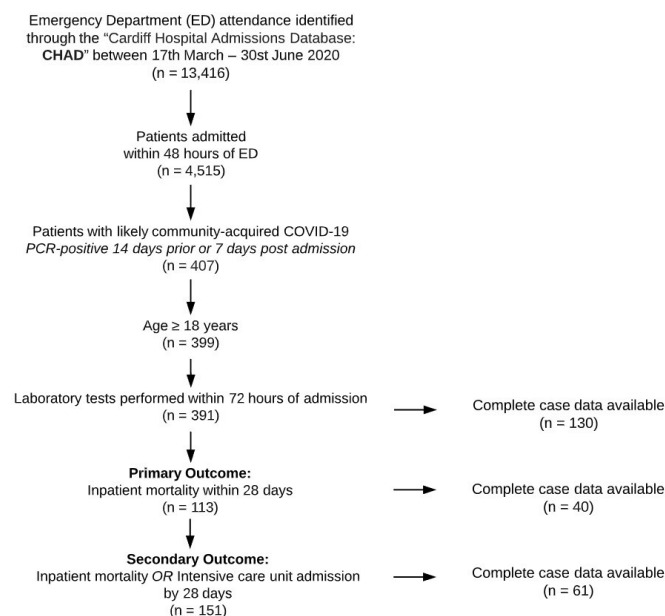 Emergency Department (ED) attendance identified
through the “Cardiff Hospital Admissions Database:
CHAD” between 17th March – 30st June 2020
(n = 13,416)
Patients admitted
within 48 hours of ED
(n = 4,515)
Patients with likely community-acquired COVID-19
PCR-positive 14 days prior or 7 days post admission
(n = 407)
Age ≥ 18 years
(n = 399)
Laboratory tests performed within 72 hours of admission
(n = 391)
Complete case data available
(n = 130)
Primary Outcome:
Inpatient mortality within 28 days
(n = 113)
Complete case data available
(n = 40)
Secondary Outcome:
Inpatient mortality OR Intensive care unit admission
by 28 days
(n = 151)
Complete case data available
(n = 61)